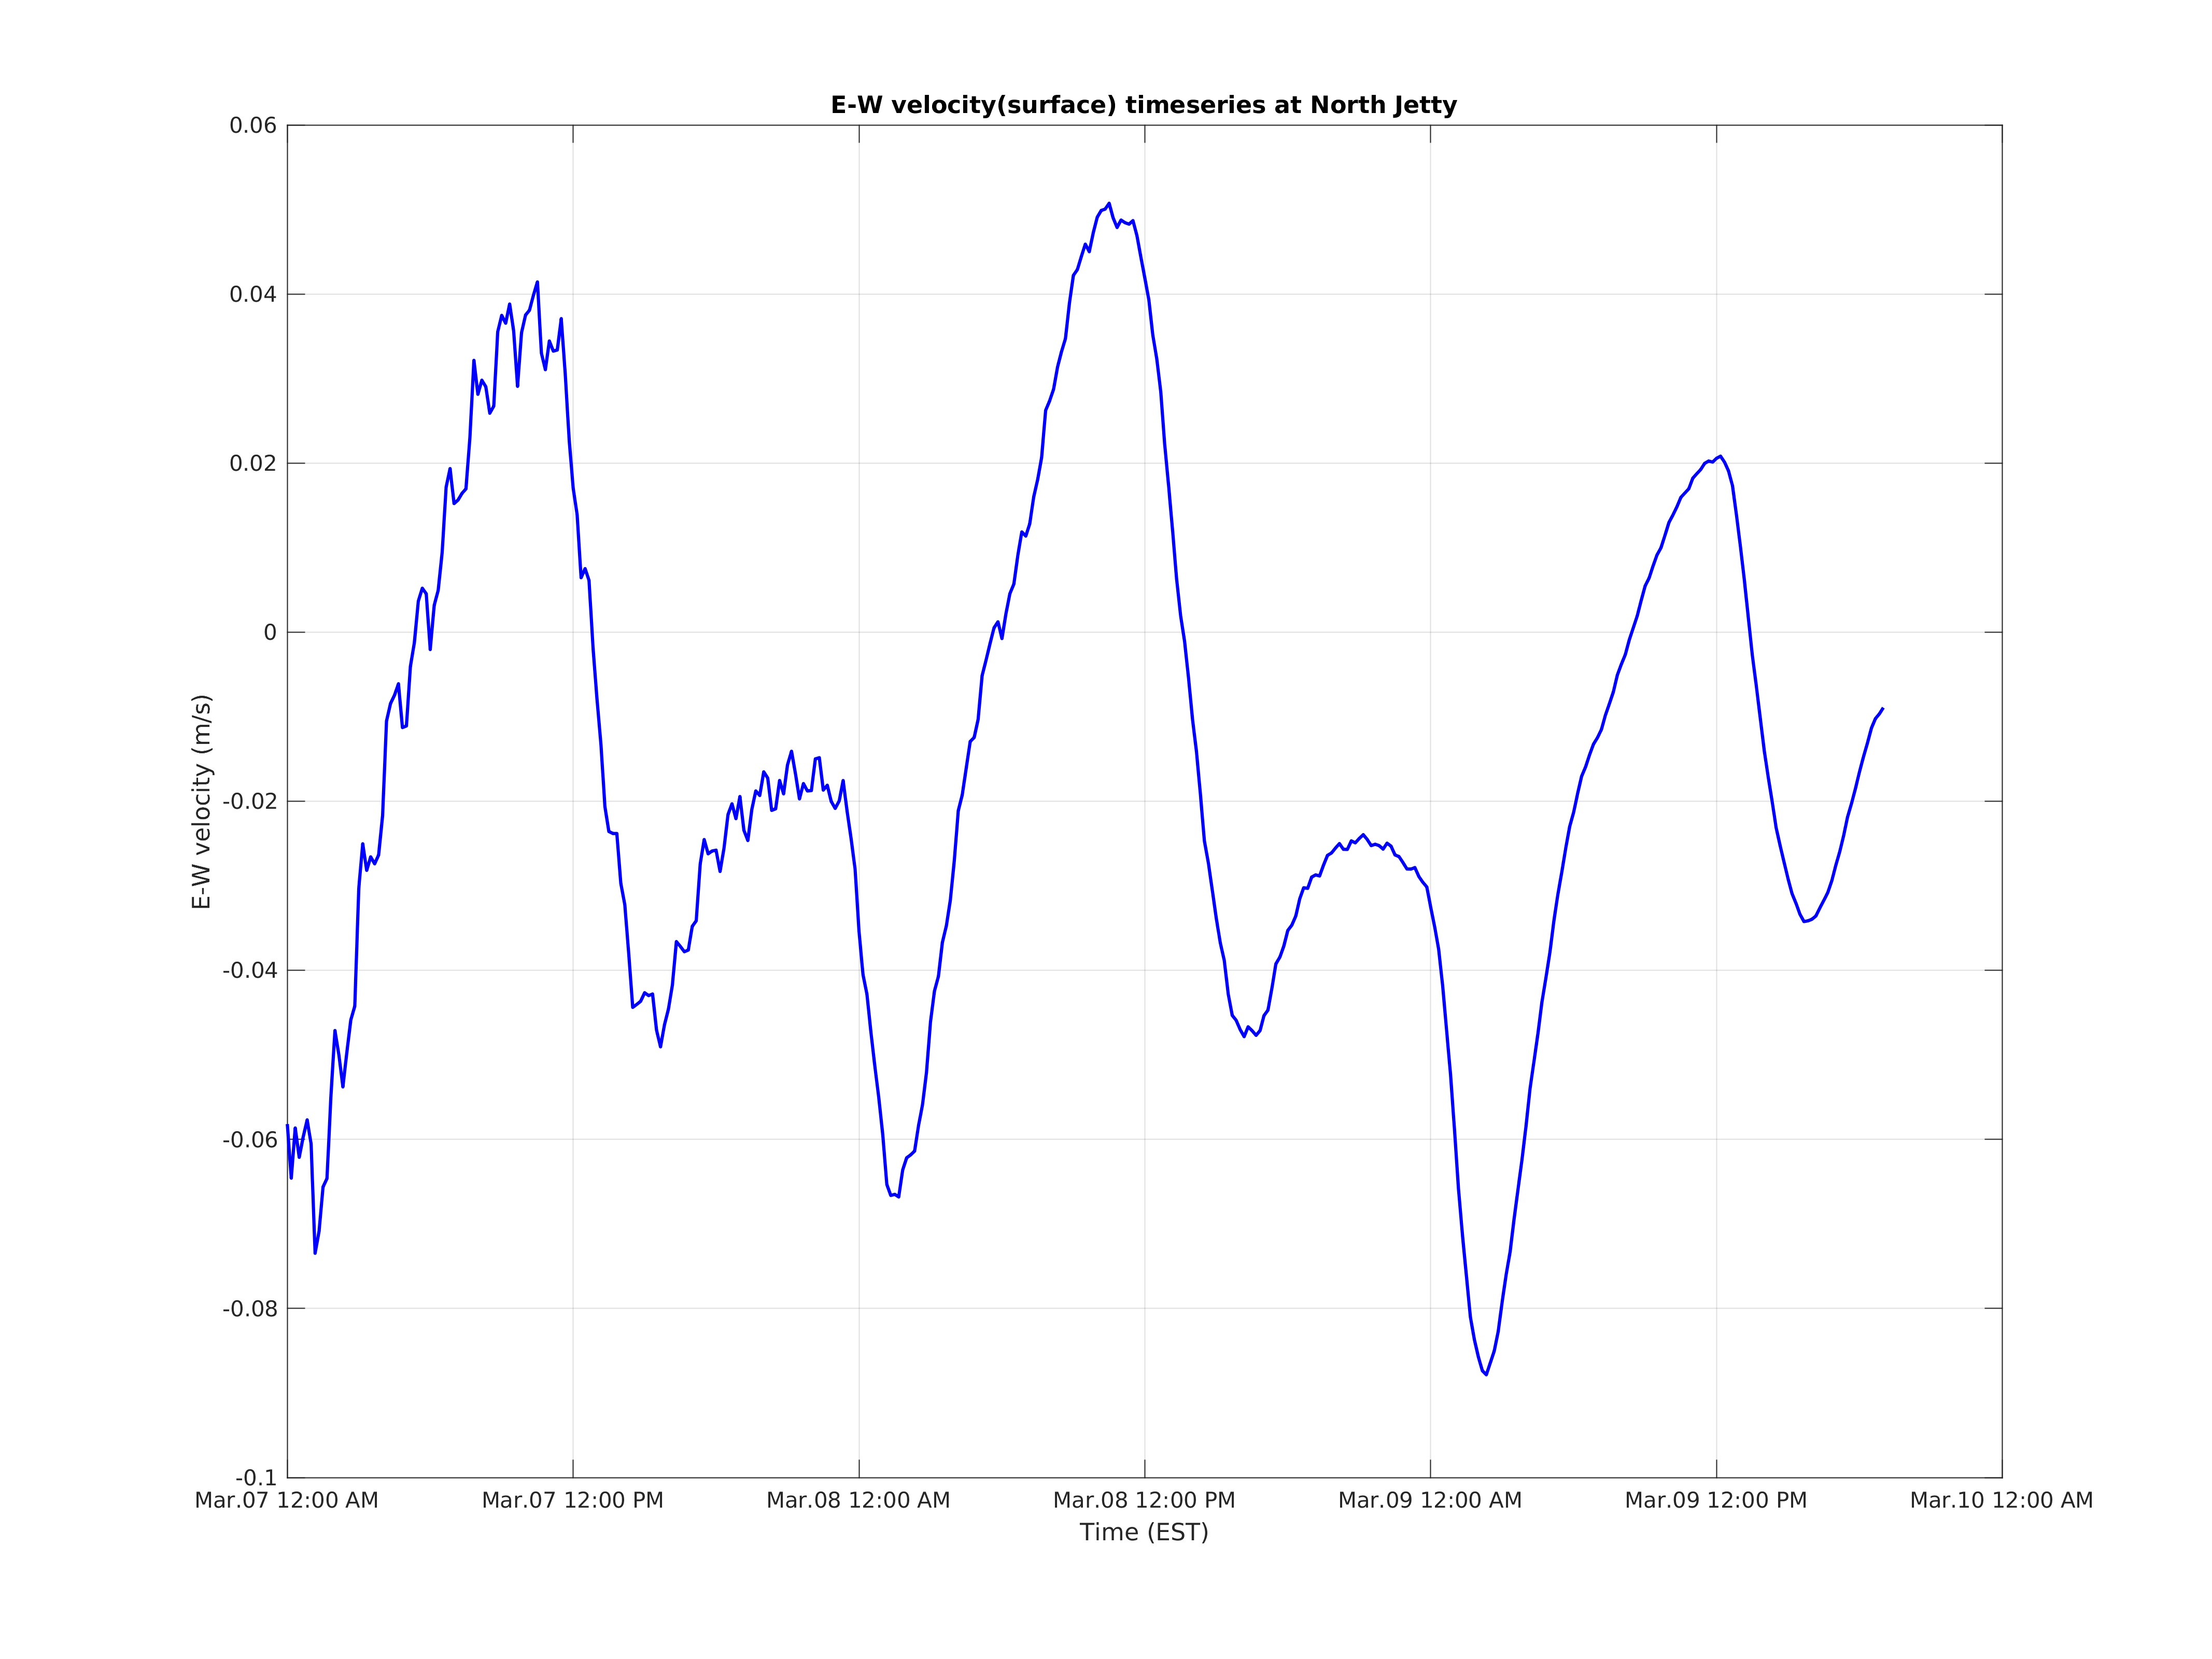 E-W velocity(surface) timeseries at North Jetty
0.06
0.04
0.02
0
-0.02
-0.04
-0.06
-0.08
-0.1
E-W velocity (m/s)
Mar.07 12:00 AM Mar.07 12:00 PM Mar.08 12:00 AM Mar.08 12:00 PM Mar.09 12:00 AM Mar.09 12:00 PM Mar.10 12:00 AM
Time (EST)